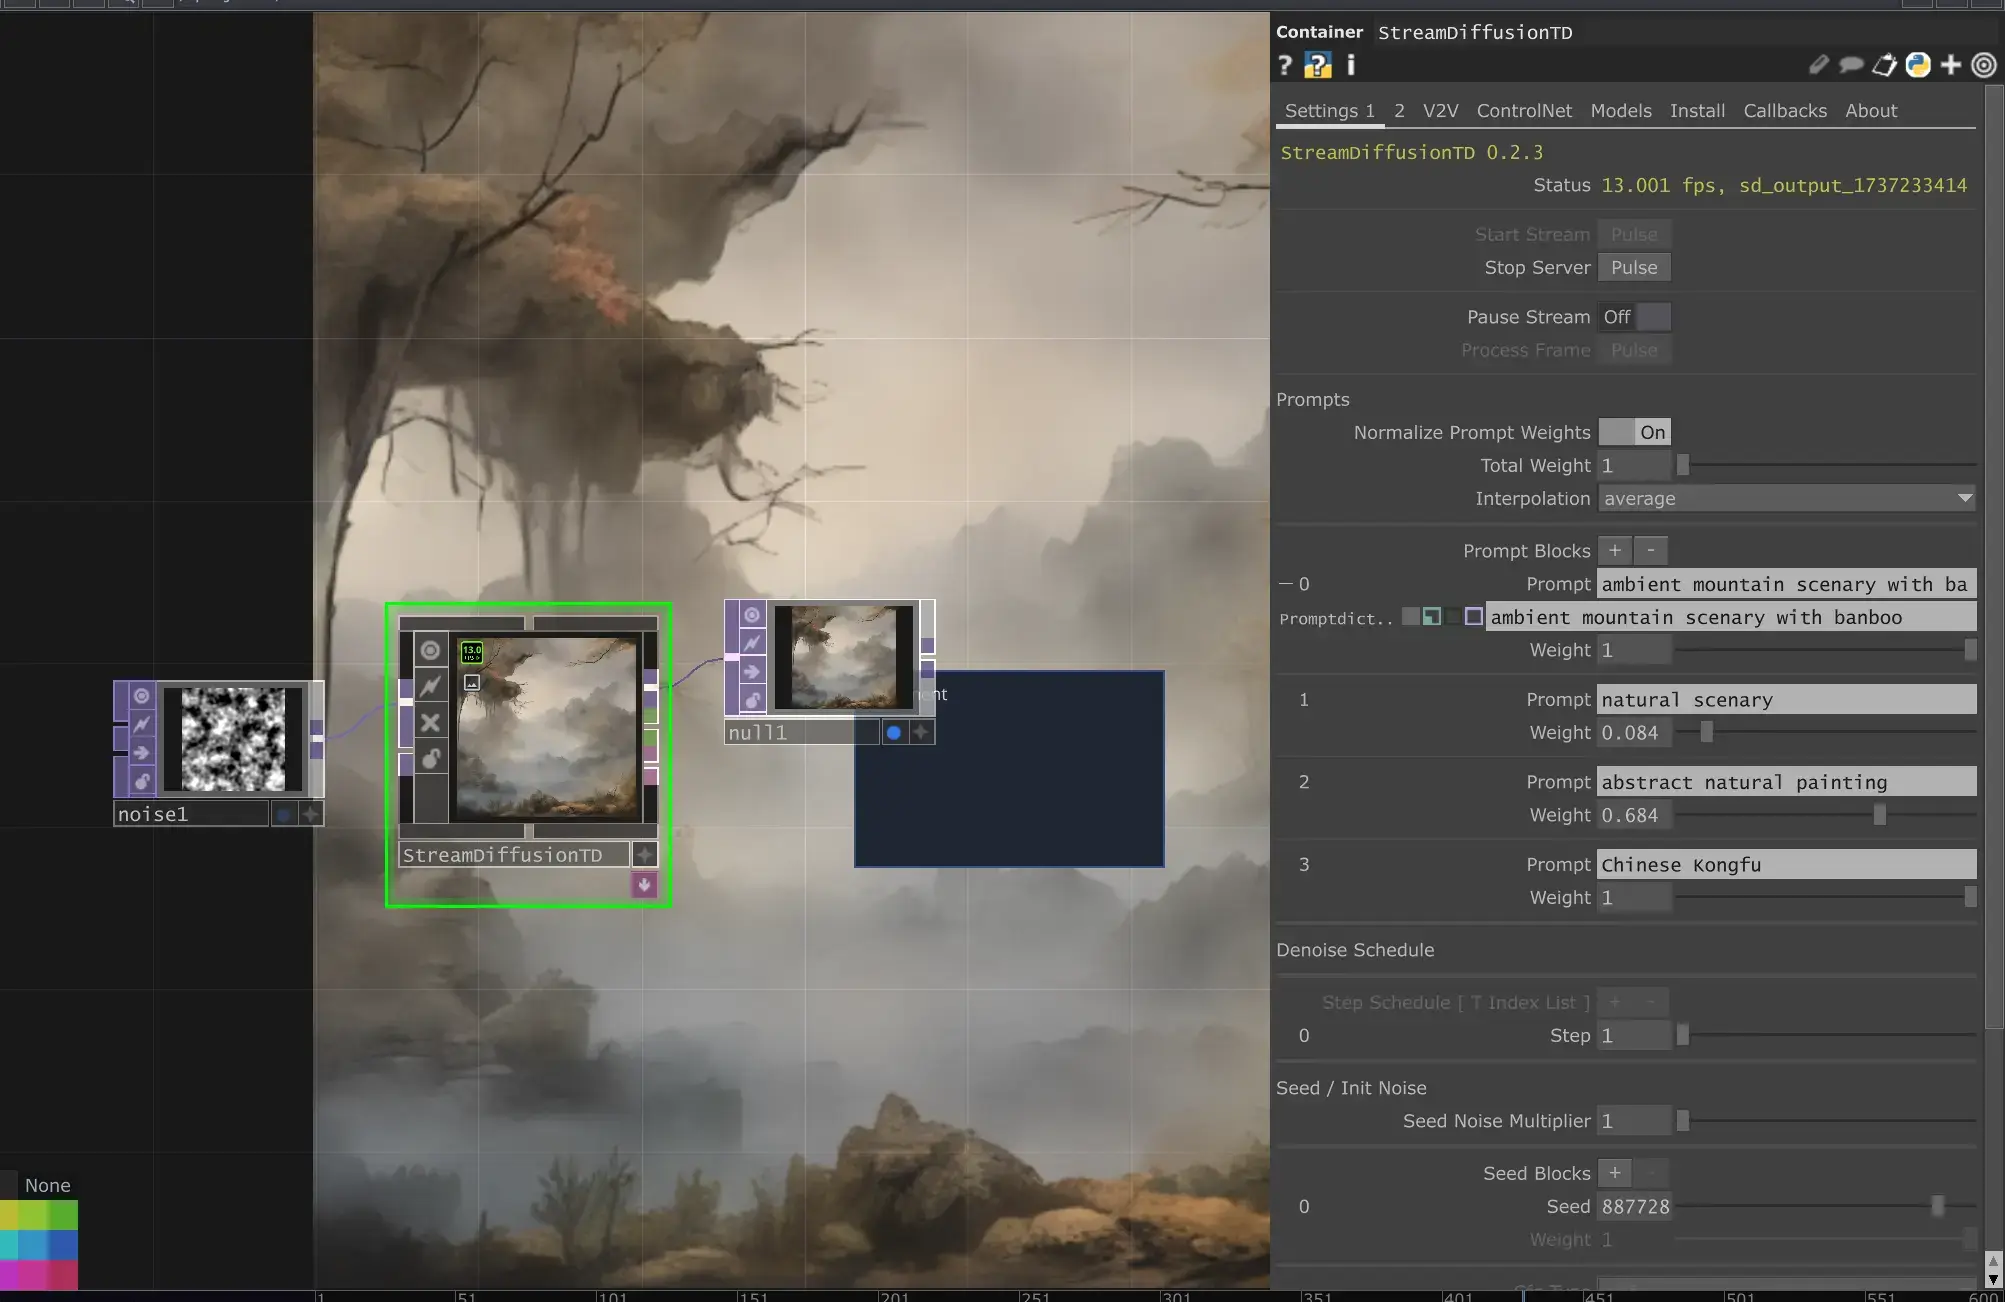 Container StreamDiffusionTD
? ? i
Settings 1 2 V2V ControlNet Models Install Callbacks About
StreamDiffusionTD 0.2.3
Status 13.001 fps, sd_output_1737233414
Start Stream Pulse
Stop Server Pulse
Pause Stream Off
Process Frame Pulse
Prompts
Normalize Prompt Weights On
Total Weight 1
Interpolation average
Prompt Blocks + -
0 Prompt ambient mountain scenary with ba
Promptdict.. ambient mountain scenary with banboo
Weight 1
1 Prompt natural scenary
Weight 0.084
2 Prompt abstract natural painting
Weight 0.684
3 Prompt Chinese Kongfu
Weight 1
Denoise Schedule
Step Schedule [ T Index List ] + -
0 Step 1
Seed / Init Noise
Seed Noise Multiplier 1
Seed Blocks + -
0 Seed 887728
Weight 1
noise1
13.0
StreamDiffusionTD
null1
None
1 51 101 151 201 251 301 351 401 451 501 551 600